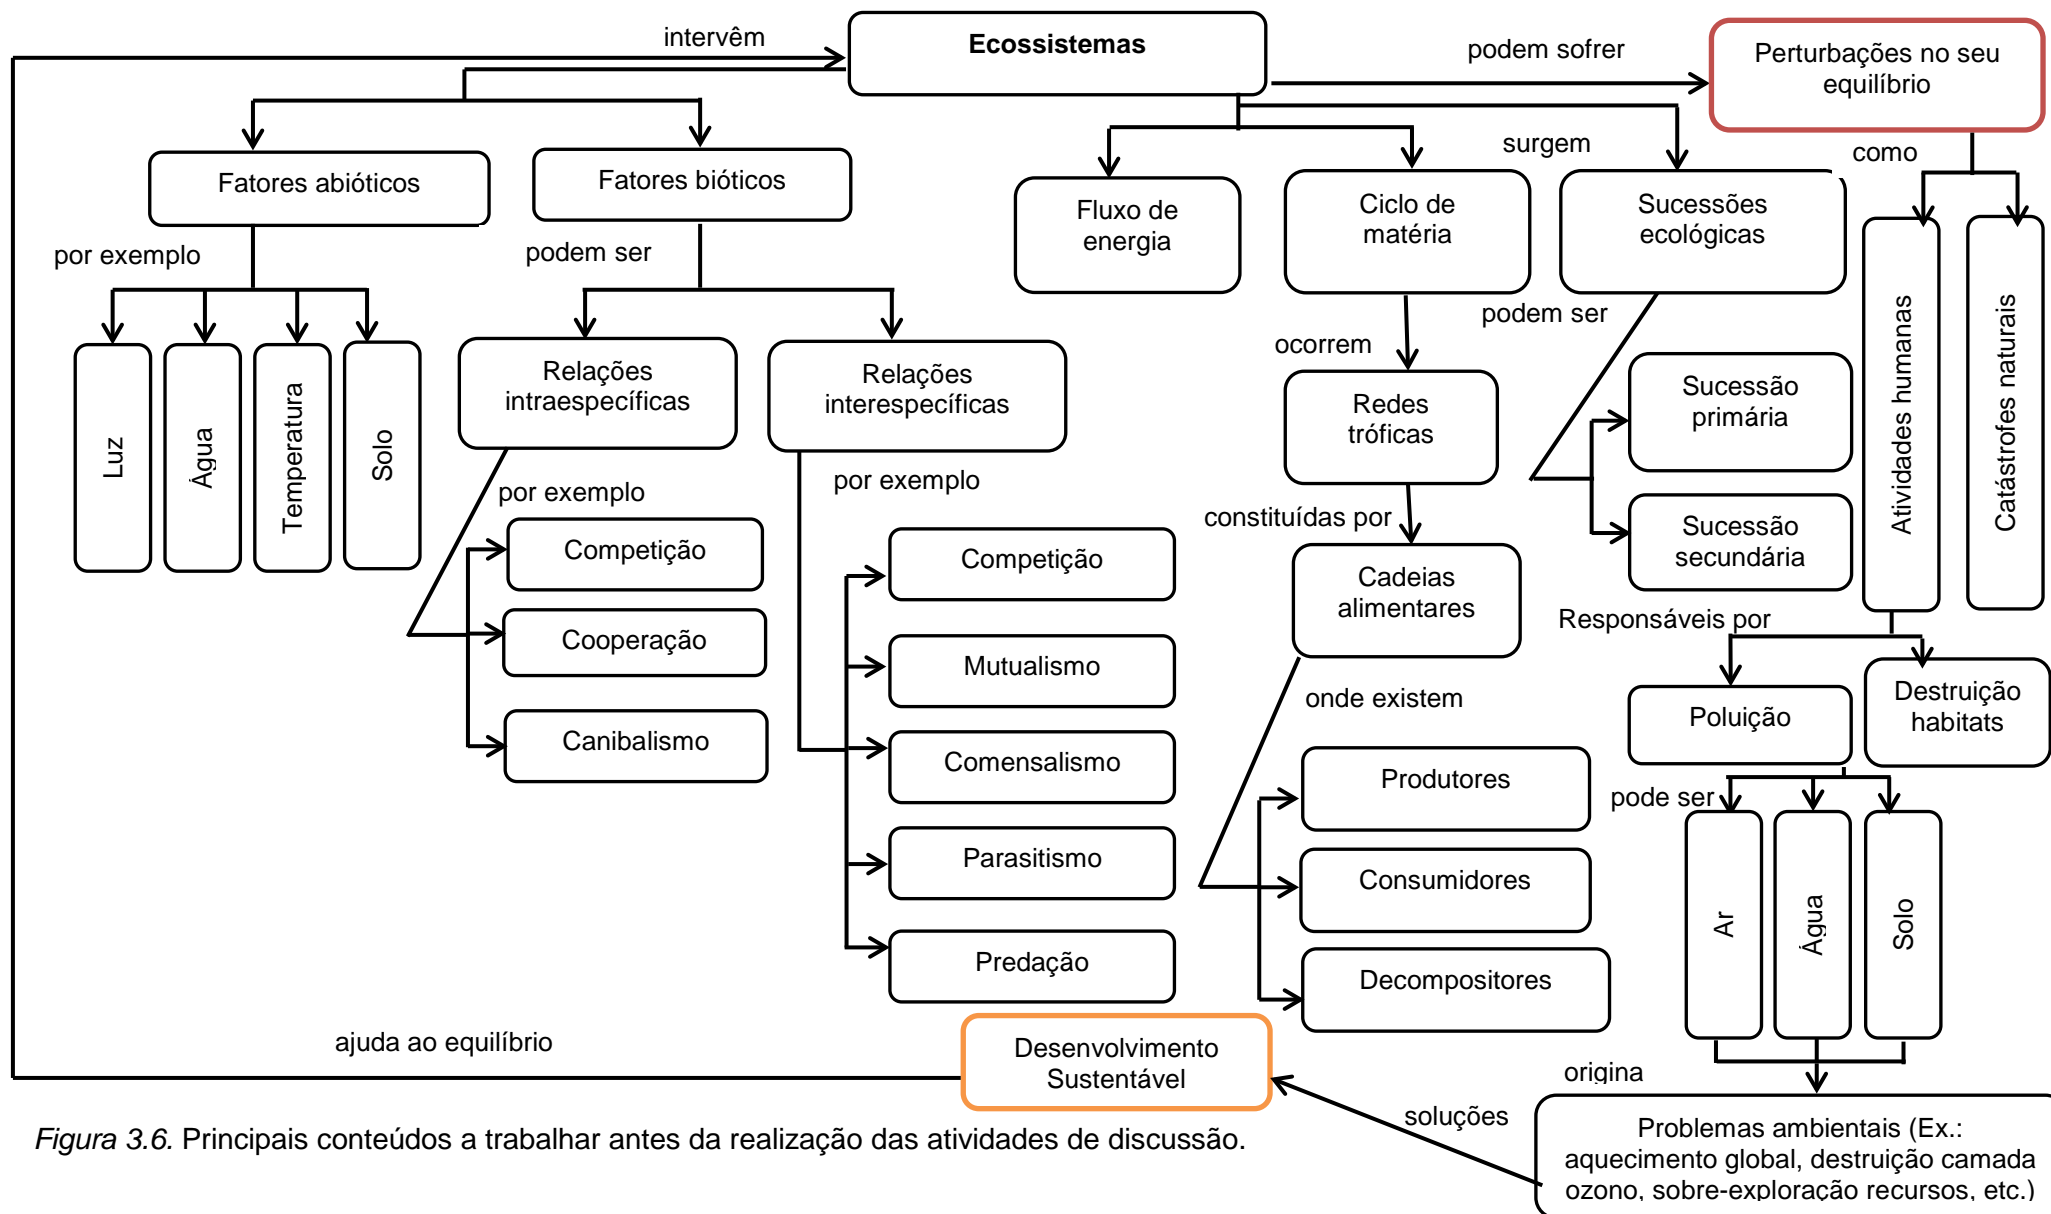 intervêm
Ecossistemas
podem sofrer
Perturbações no seu
equilíbrio
Fatores abióticos
Fatores bióticos
surgem
como
Fluxo de
energia
Ciclo de
matéria
Sucessões
ecológicas
por exemplo
podem ser
Luz
Água
Temperatura
Solo
Relações
intraespecíficas
Relações
interespecíficas
ocorrem
podem ser
Redes
tróficas
Sucessão
primária
Sucessão
secundária
Atividades humanas
Catástrofes naturais
por exemplo
por exemplo
Competição
Cooperação
Canibalismo
Competição
Mutualismo
Comensalismo
Parasitismo
Predação
constituídas por
Cadeias
alimentares
onde existem
Produtores
Consumidores
Decompositores
Responsáveis por
Poluição
Destruição
habitats
pode ser
Ar
Água
Solo
origina
Problemas ambientais (Ex.:
aquecimento global, destruição camada
ozono, sobre-exploração recursos, etc.)
soluções
Desenvolvimento
Sustentável
ajuda ao equilíbrio
Figura 3.6. Principais conteúdos a trabalhar antes da realização das atividades de discussão.